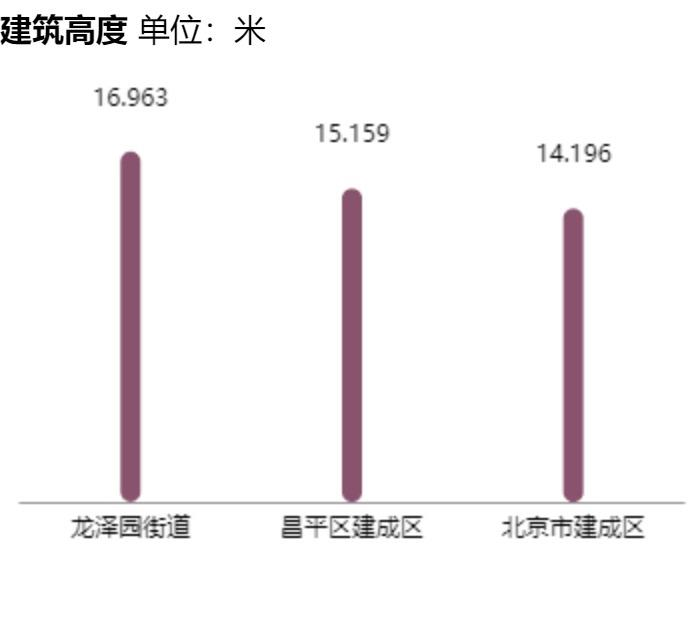 建筑高度 单位：米
16.963
15.159
14.196
龙泽园街道
昌平区建成区
北京市建成区